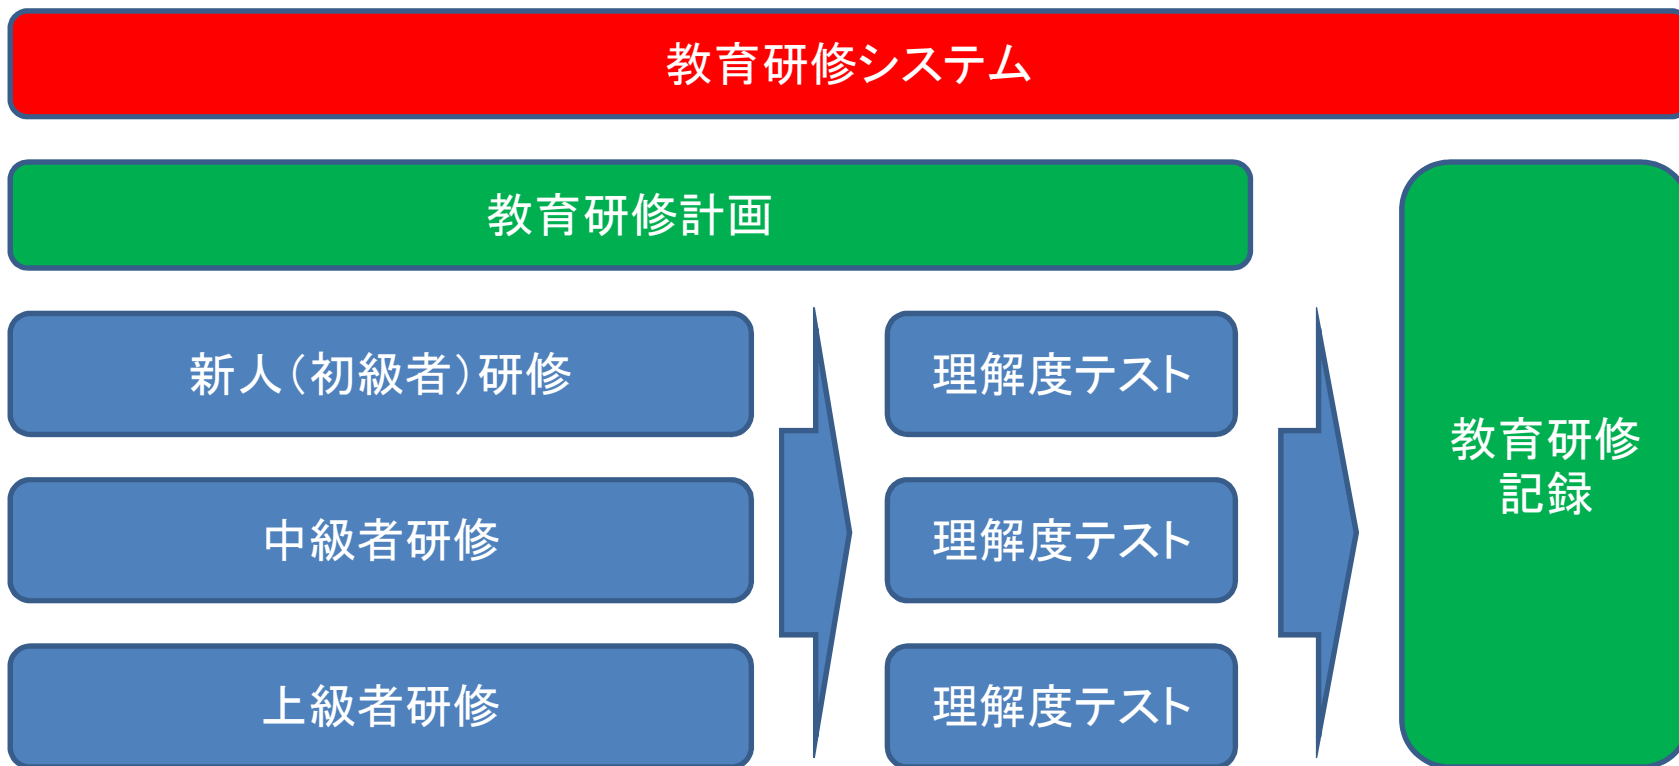 教育研修システム
教育研修計画
新人(初級者)研修
理解度テスト
中級者研修
理解度テスト
上級者研修
理解度テスト
教育研修
記録